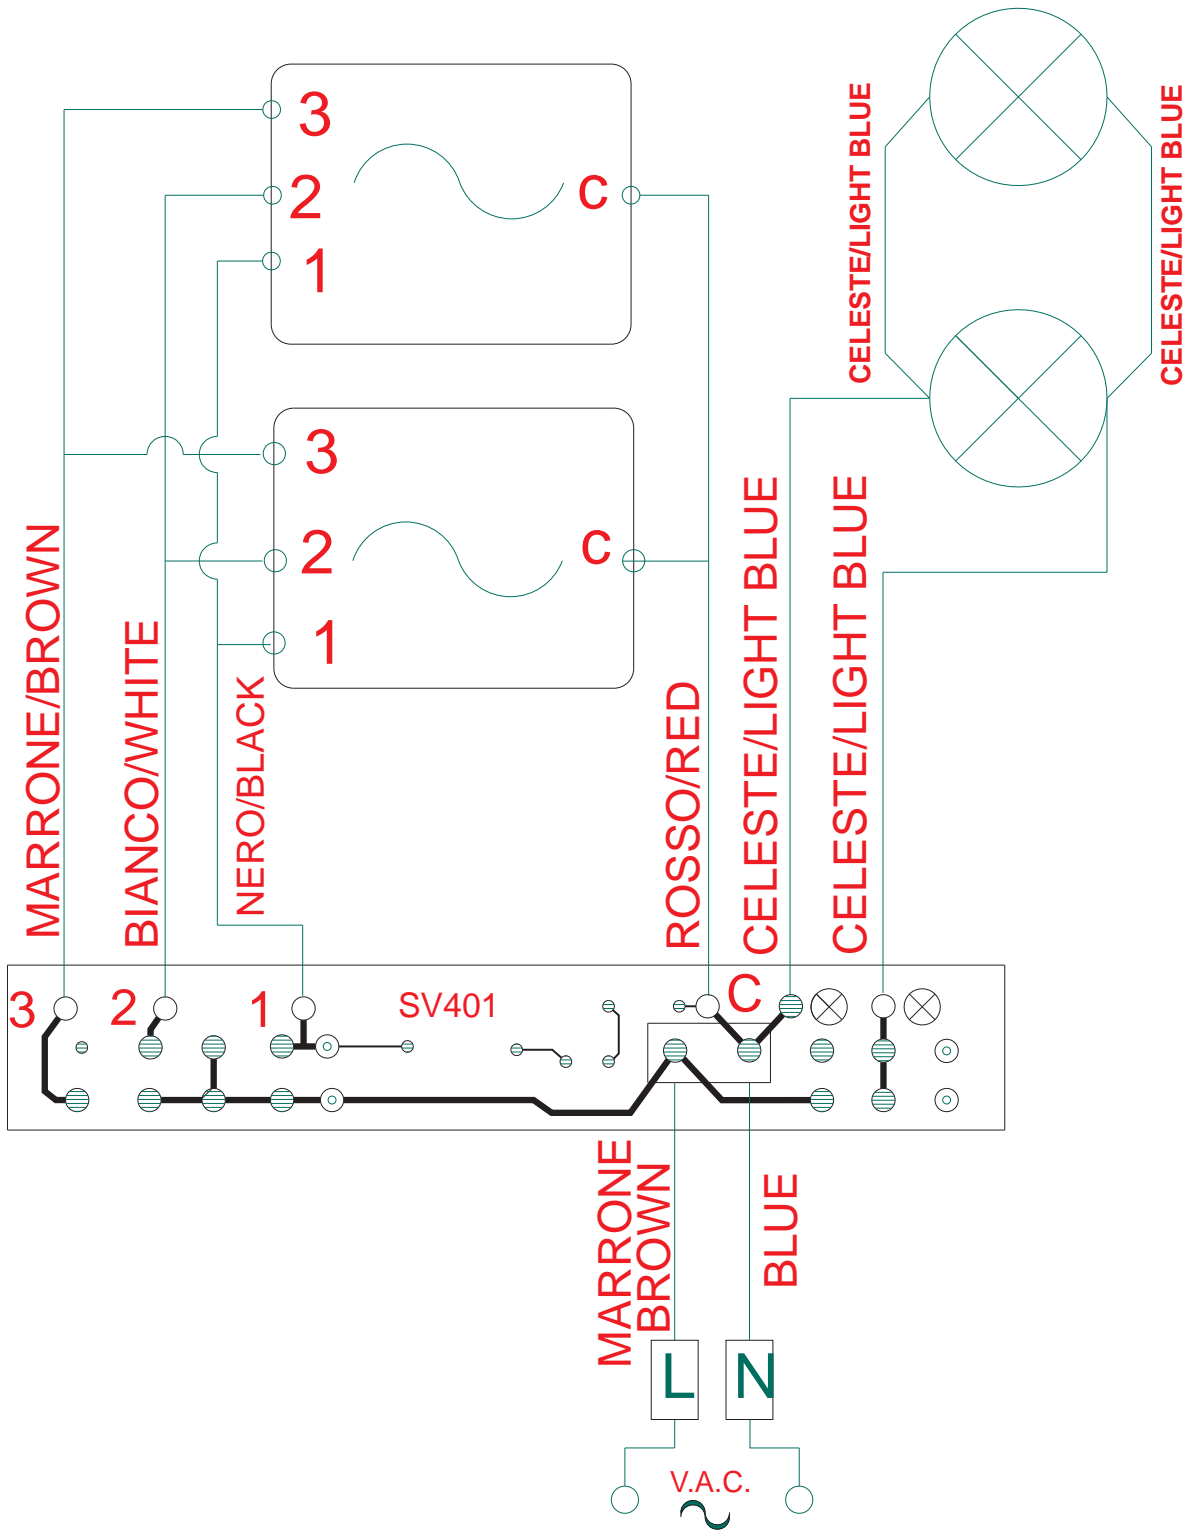 3
2
1
C
CELESTE/LIGHT BLUE
CELESTE/LIGHT BLUE
3
2
1
C
MARRONE/BROWN
BIANCO/WHITE
NERO/BLACK
ROSSO/RED
CELESTE/LIGHT BLUE
CELESTE/LIGHT BLUE
3
2
1
SV401
C
MARRONE
BROWN
BLUE
L
N
V.A.C.